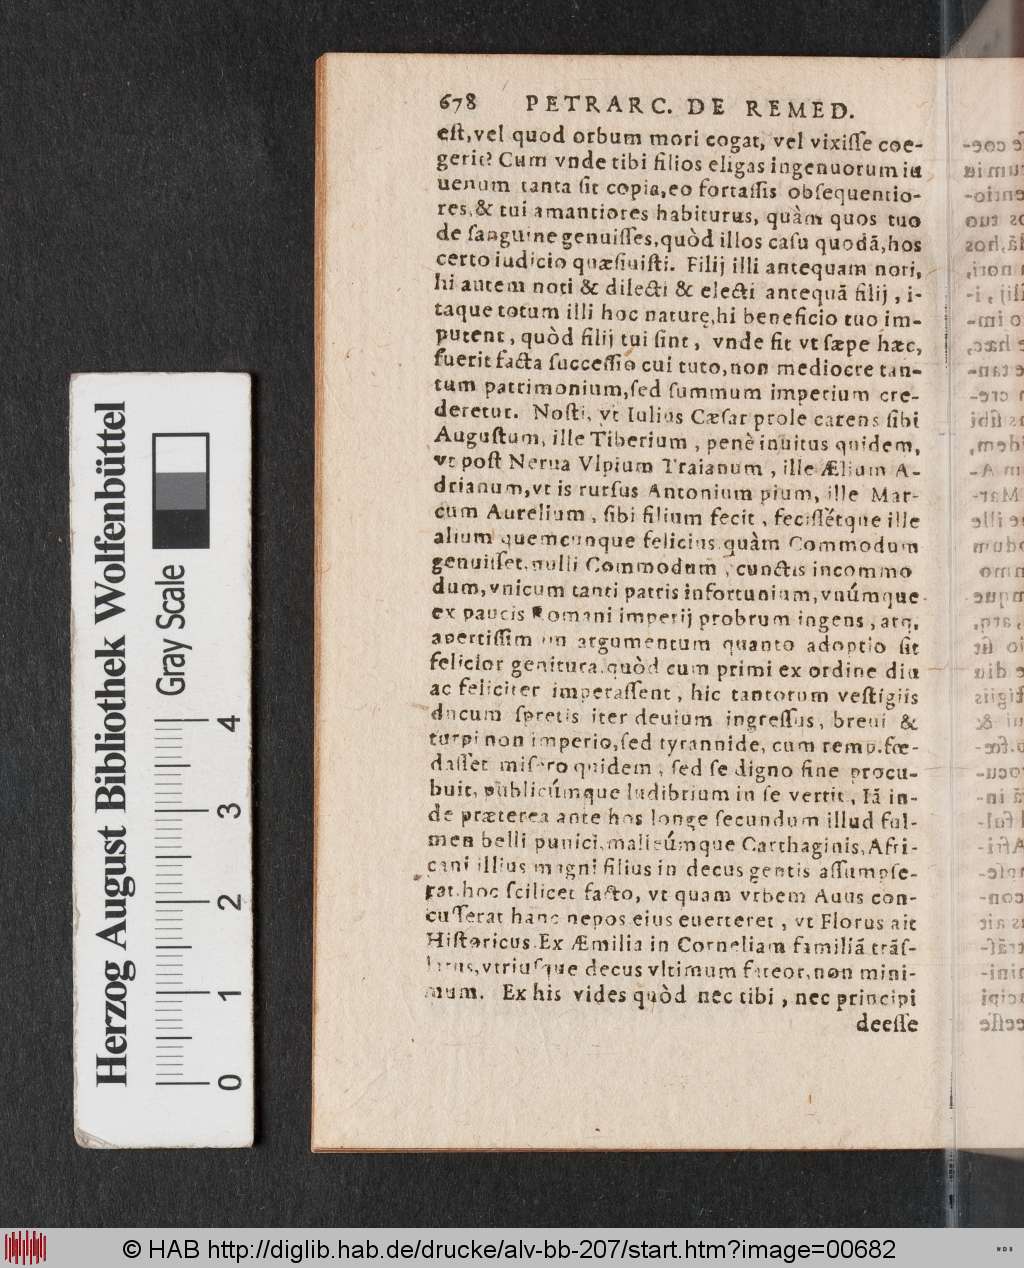 678 PETRARC. DE REMED.
eſt, vel quod orbum mori cogat, vel vixiſſe coe-
gerit? Cum vnde tibi filios eligas ingenuorum iu
uenum tanta ſit copia, eo fortaſſis obſequentio-
res, & tui amantiores habiturus, quàm quos tuo
de ſanguine genuiſſes, quòd illos caſu quodā, hos
certo iudicio quæſiuiſti. Filij illi antequam noti,
hi autem noti & dilecti & electi antequā filij, i-
taque totum illi hoc naturę, hi beneficio tuo im-
putent, quòd filij tui ſint, vnde fit vt ſæpe hæc,
fuerit facta ſucceſſio cui tuto, non mediocre tan-
tum patrimonium, ſed ſummum imperium cre-
deretur. Noſti, vt Iulius Cæſar prole carens ſibi
Auguſtum, ille Tiberium, penè inuitus quidem,
vt poſt Nerua Vlpium Traianum, ille Ælium A-
drianum, vt is rurſus Antonium pium, ille Mar-
cum Aurelium, ſibi filium fecit, feciſſétque ille
alium quemcunque felicius quàm Commodum
genuiſſet, nulli Commodum, cunctis incommo
dum, vnicum tanti patris infortunium, vnúmque
ex paucis Romani imperij probrum ingens, atq,
apertiſſimum argumentum quanto adoptio ſit
felicior genitura, quòd cum primi ex ordine diu
ac feliciter imperaſſent, hic tantorum veſtigiis
ducum ſpretis iter deuium ingreſſus, breui &
turpi non imperio, ſed tyrannide, cum remp. fœ-
daſſet miſero quidem, ſed ſe digno fine procu-
buit, publicúmque ludibrium in ſe vertit, Iā in-
de præterea ante hos longe ſecundum illud ful-
men belli punici, malleúmque Carthaginis, Afri-
cani illius magni filius in decus gentis aſſumpſe-
rat, hoc ſcilicet facto, vt quam vrbem Auus con-
cuſſerat hanc nepos eius euerteret, vt Florus ait
Hiſtoricus. Ex Æmilia in Corneliam familiā trāſ-
latus, vtriuſque decus vltimum fateor, non mini-
mum. Ex his vides quòd nec tibi, nec principi
deeſſe
Herzog August Bibliothek Wolfenbüttel
Gray Scale
0 1 2 3 4
© HAB http://diglib.hab.de/drucke/alv-bb-207/start.htm?image=00682